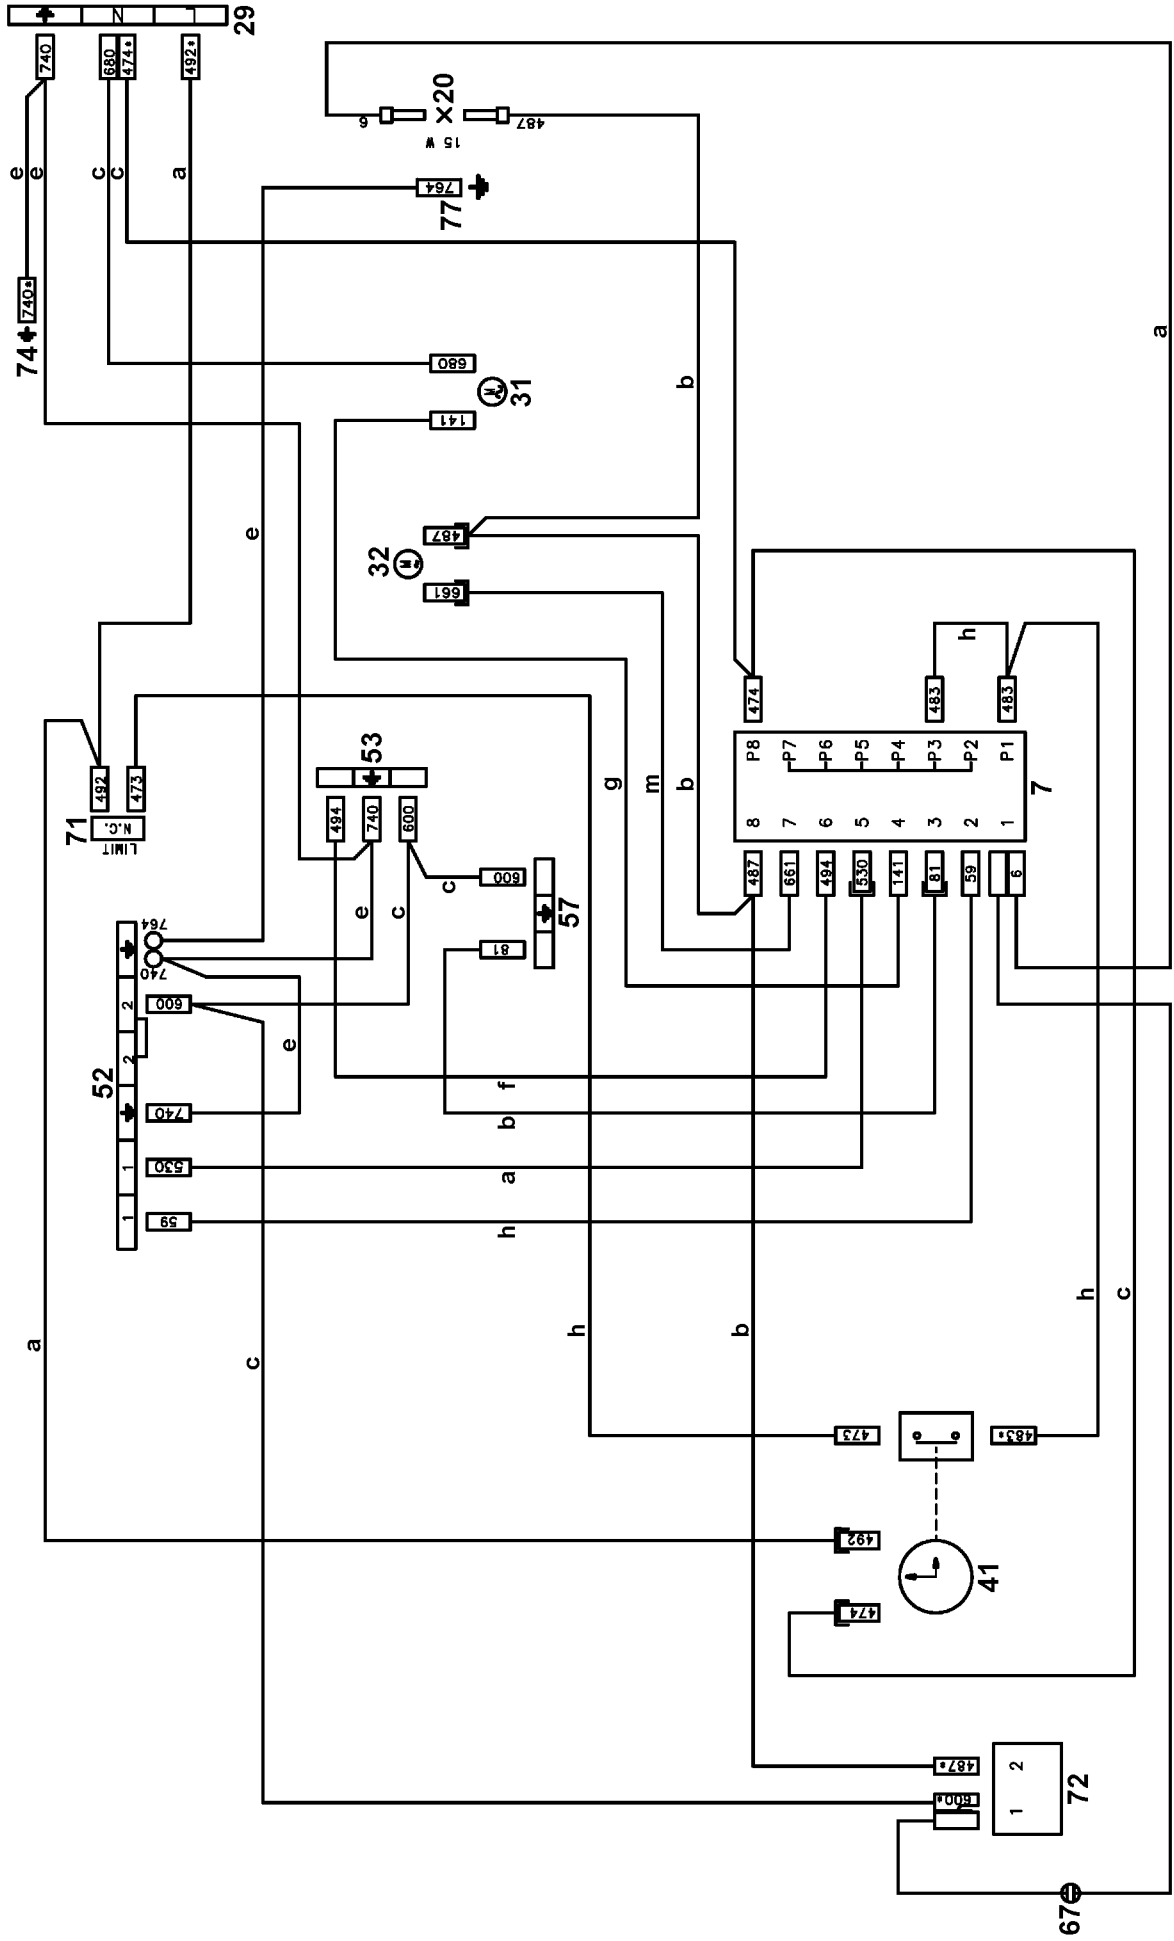 N L
29
740
680
474*
492*
e
e
c
c
a
6
×20
487
15 W
764
77
740*
74
680
31
141
b
a
e
487
32
661
h
474
483
483
492
473
71
N.C.
LIMIT
53
494
740
600
g
m
b
P8
P7
P6
P5
P4
P3
P2
P1
8
7
6
5
4
3
2
1
7
c
600
57
81
487
661
494
530
141
81
59
6
764
740
e
c
2
600
2
52
e
740
f
b
1
530
a
1
59
h
a
c
h
b
h
c
473
483*
492
474
41
487*
600*
2
1
72
67